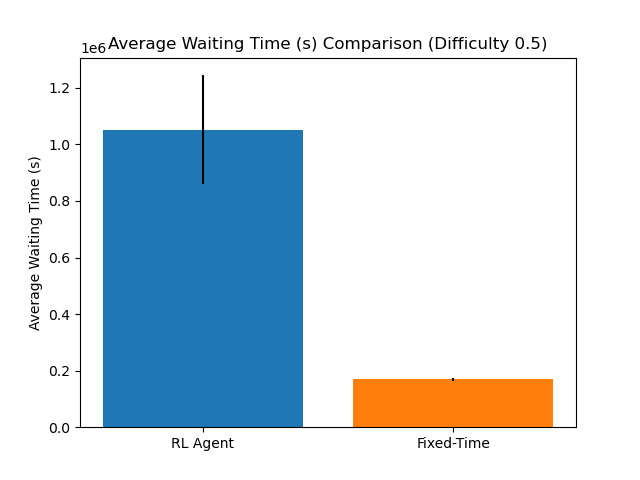 Average Waiting Time (s) Comparison (Difficulty 0.5)
1e6
1.2
1.0
0.8
0.6
0.4
0.2
0.0
Average Waiting Time (s)
RL Agent
Fixed-Time